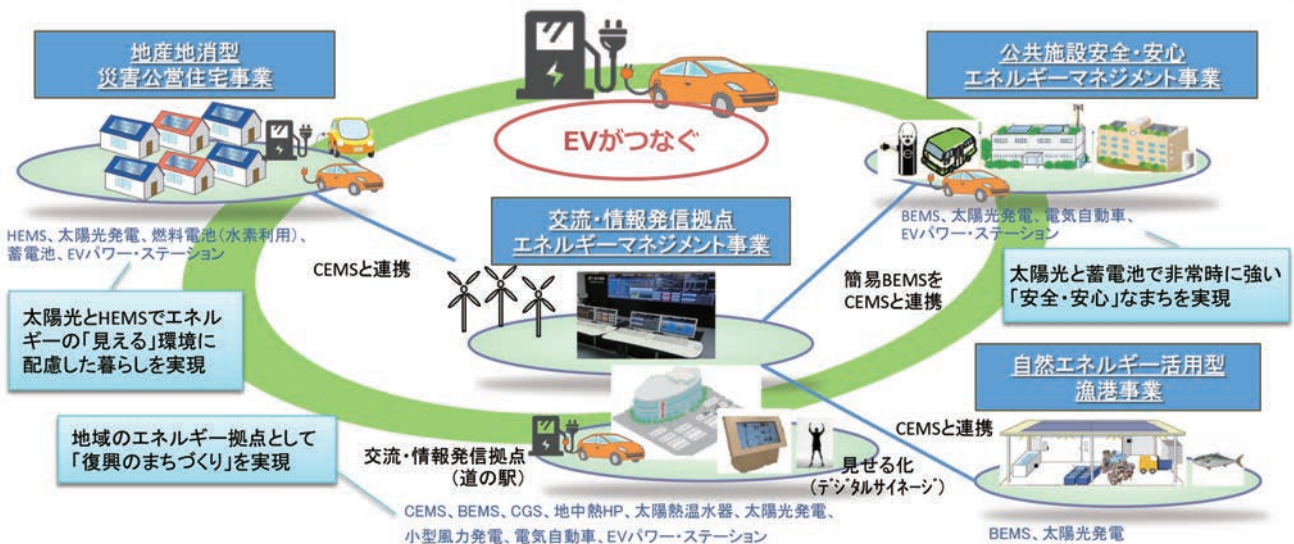 地産地消型
災害公営住宅事業
公共施設安全・安心
エネルギーマネジメント事業
EVがつなぐ
HEMS、太陽光発電、燃料電池（水素利用）、
蓄電池、EVパワー・ステーション
CEMSと連携
交流・情報発信拠点
エネルギーマネジメント事業
BEMS、太陽光発電、電気自動車、
EVパワー・ステーション
簡易BEMSを
CEMSと連携
太陽光と蓄電池で非常時に強い
「安全・安心」なまちを実現
太陽光とHEMSでエネル
ギーの「見える」環境に
配慮した暮らしを実現
自然エネルギー活用型
漁港事業
地域のエネルギー拠点として
「復興のまちづくり」を実現
交流・情報発信拠点
（道の駅）
見せる化
（デジタルサイネージ）
CEMSと連携
CEMS、BEMS、CGS、地中熱HP、太陽熱温水器、太陽光発電、
小型風力発電、電気自動車、EVパワー・ステーション
BEMS、太陽光発電